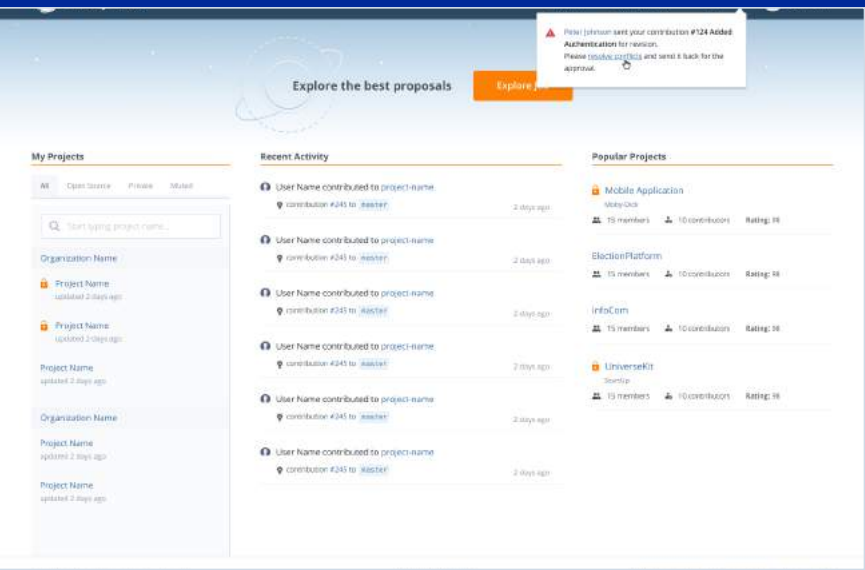 Peter Johnson sent your contribution #124 Added
Authentication for revision.
Please resolve conflicts and send it back for the
approval.
Explore the best proposals
Explore
My Projects
All Open Source Private Muted
Start typing project name...
Organization Name
Project Name
updated 2 days ago
Project Name
updated 2 days ago
Project Name
updated 2 days ago
Organization Name
Project Name
updated 2 days ago
Project Name
updated 2 days ago
Recent Activity
User Name contributed to project-name
contribution #245 to master
2 days ago
User Name contributed to project-name
contribution #245 to master
2 days ago
User Name contributed to project-name
contribution #245 to master
2 days ago
User Name contributed to project-name
contribution #245 to master
2 days ago
User Name contributed to project-name
contribution #245 to master
2 days ago
User Name contributed to project-name
contribution #245 to master
2 days ago
Popular Projects
Mobile Application
Moby Dick
15 members 10 contributors Rating: 98
ElectionPlatform
15 members 10 contributors Rating: 98
InfoCom
15 members 10 contributors Rating: 98
UniverseKit
StartUp
15 members 10 contributors Rating: 98